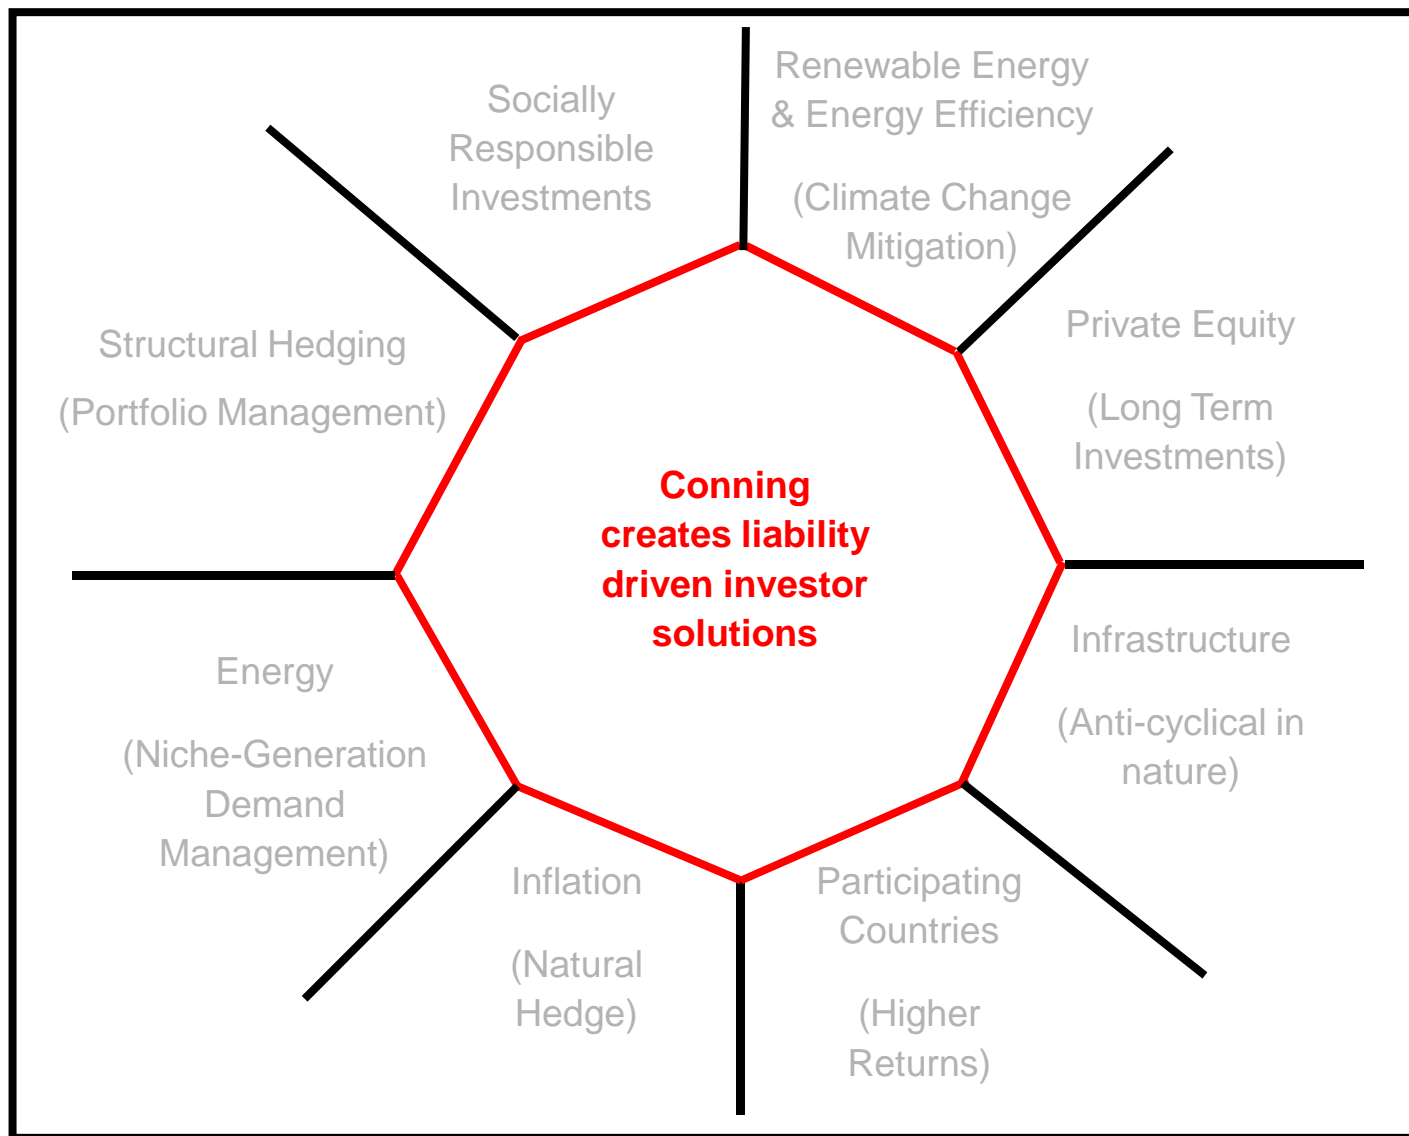 Socially
Responsible
Investments
Renewable Energy
& Energy Efficiency
(Climate Change
Mitigation)
Structural Hedging
(Portfolio Management)
Private Equity
(Long Term
Investments)
Conning
creates liability
driven investor
solutions
Energy
(Niche-Generation
Demand
Management)
Infrastructure
(Anti-cyclical in
nature)
Inflation
(Natural
Hedge)
Participating
Countries
(Higher
Returns)